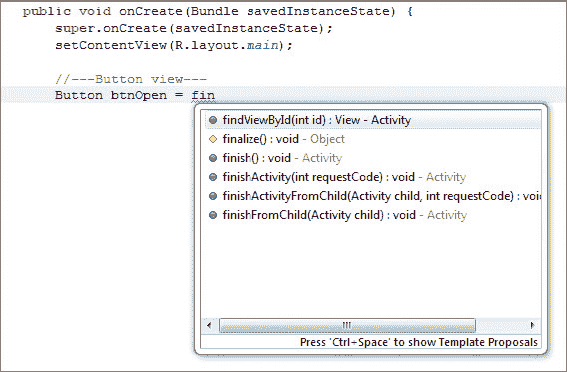 public void onCreate(Bundle savedInstanceState) {
super.onCreate(savedInstanceState);
setContentView(R.layout.main);
//---Button view---
Button btnOpen = fin
findViewById(int id) : View - Activity
finalize() : void - Object
finish() : void - Activity
finishActivity(int requestCode) : void - Activity
finishActivityFromChild(Activity child, int requestCode) : voi
finishFromChild(Activity child) : void - Activity
Press 'Ctrl+Space' to show Template Proposals